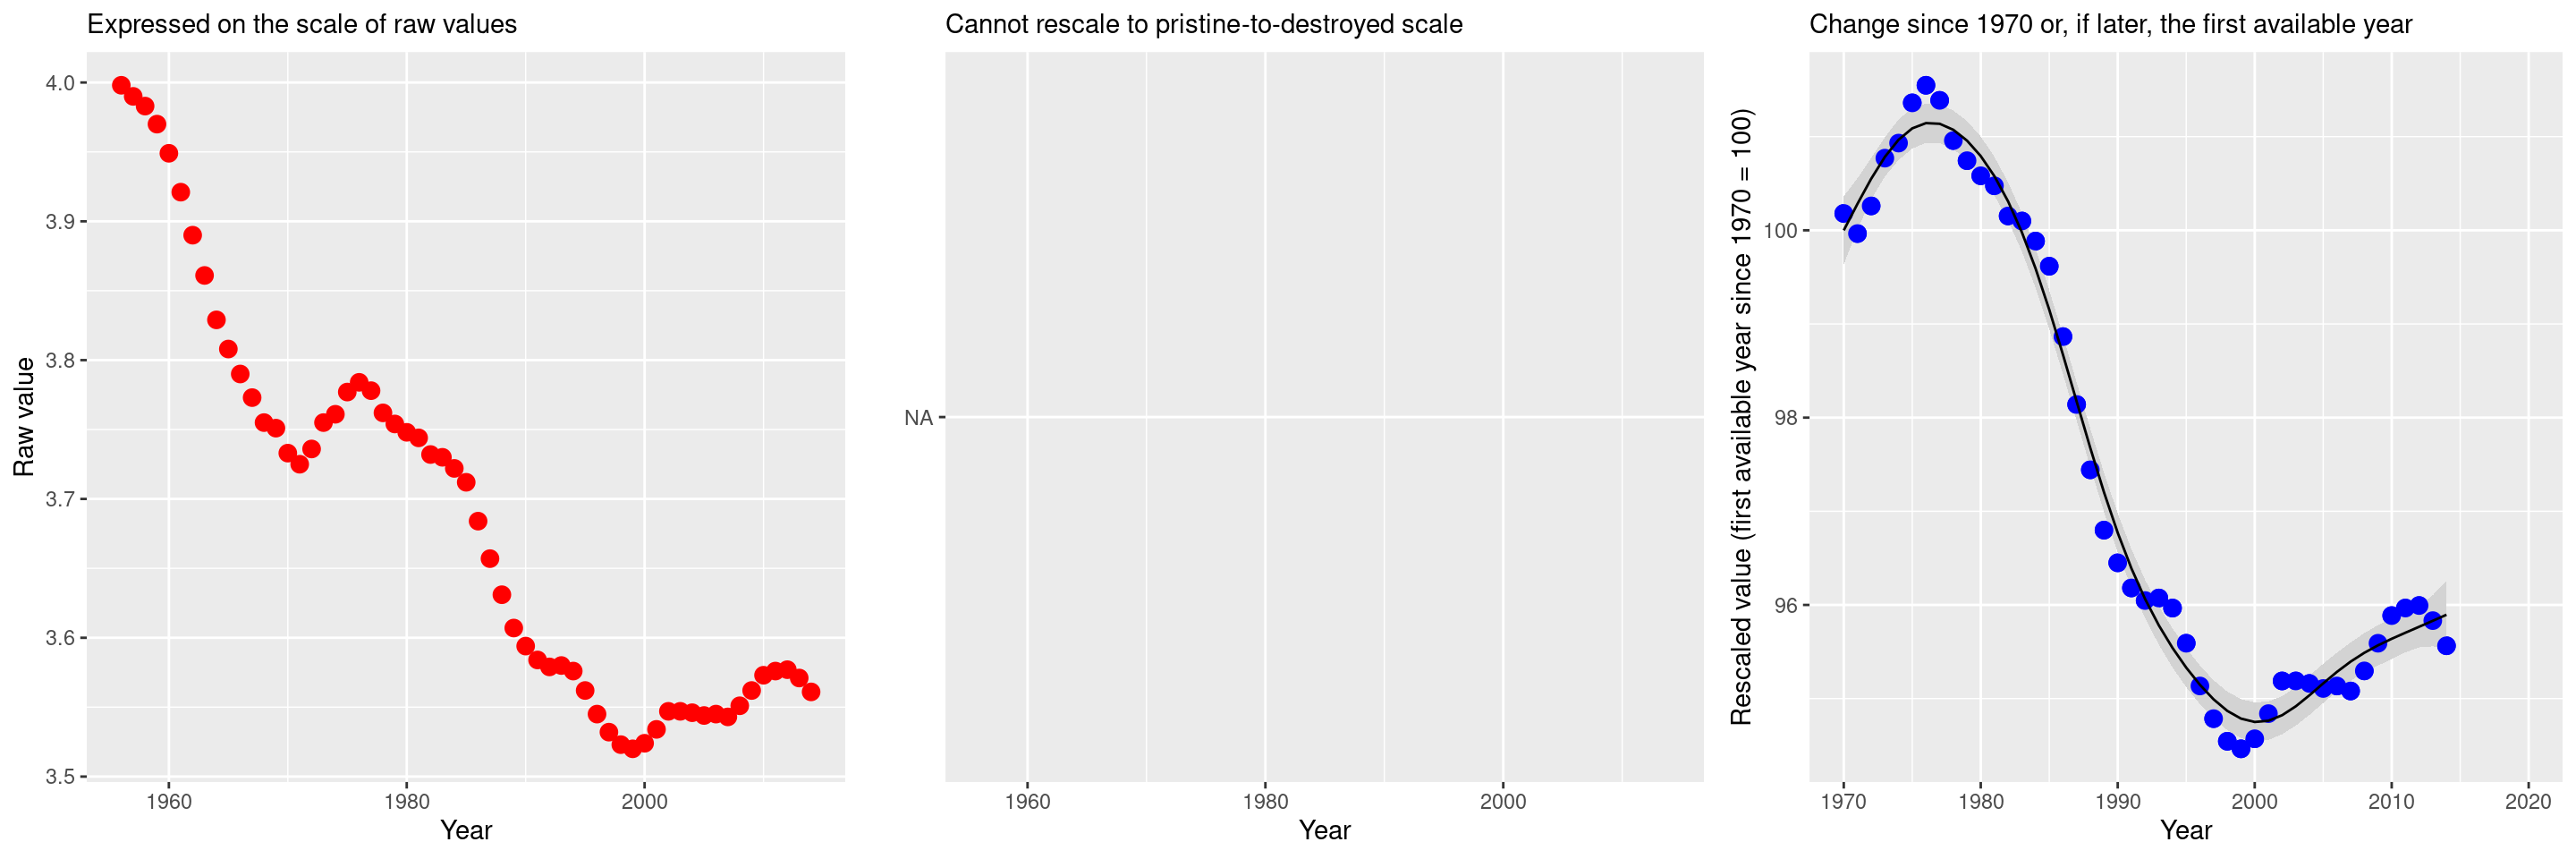 Expressed on the scale of raw values
4.0
3.9
3.8
3.7
3.6
3.5
Raw value
1960 1980 2000
Year
Cannot rescale to pristine-to-destroyed scale
NA
1960 1980 2000
Year
Change since 1970 or, if later, the first available year
100
98
96
Rescaled value (first available year since 1970 = 100)
1970 1980 1990 2000 2010 2020
Year